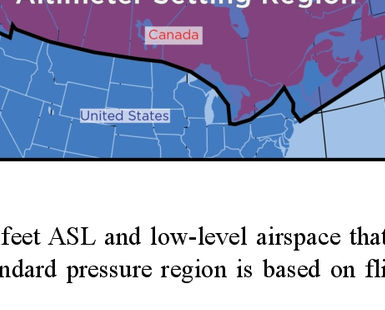 Altimeter Setting Region
Canada
United States
feet ASL and low-level airspace that
ndard pressure region is based on fli